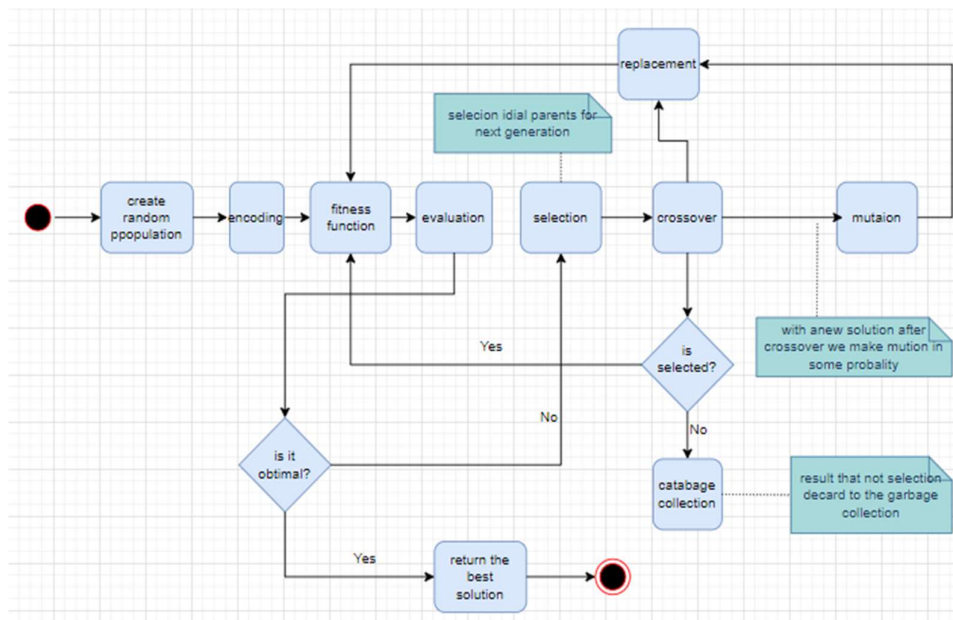 replacement
selecion idial parents for
next generation
create
random
ppopulation
encoding
fitness
function
evaluation
selection
crossover
mutaion
with anew solution after
crossover we make mution in
some probality
Yes
is
selected?
No
No
is it
obtimal?
catabage
collection
result that not selection
decard to the garbage
collection
Yes
return the
best
solution